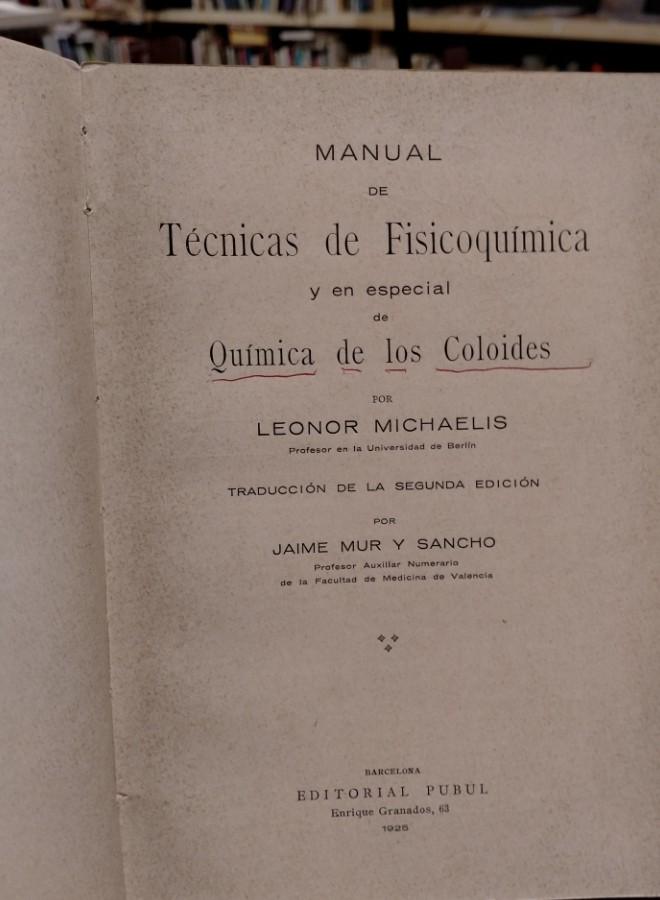 MANUAL
DE
Técnicas de Fisicoquímica
y en especial
de
Química de los Coloides
POR
LEONOR MICHAELIS
Profesor en la Universidad de Berlín
TRADUCCIÓN DE LA SEGUNDA EDICIÓN
POR
JAIME MUR Y SANCHO
Profesor Auxiliar Numerario
de la Facultad de Medicina de Valencia
BARCELONA
EDITORIAL PUBUL
Enrique Granados, 63